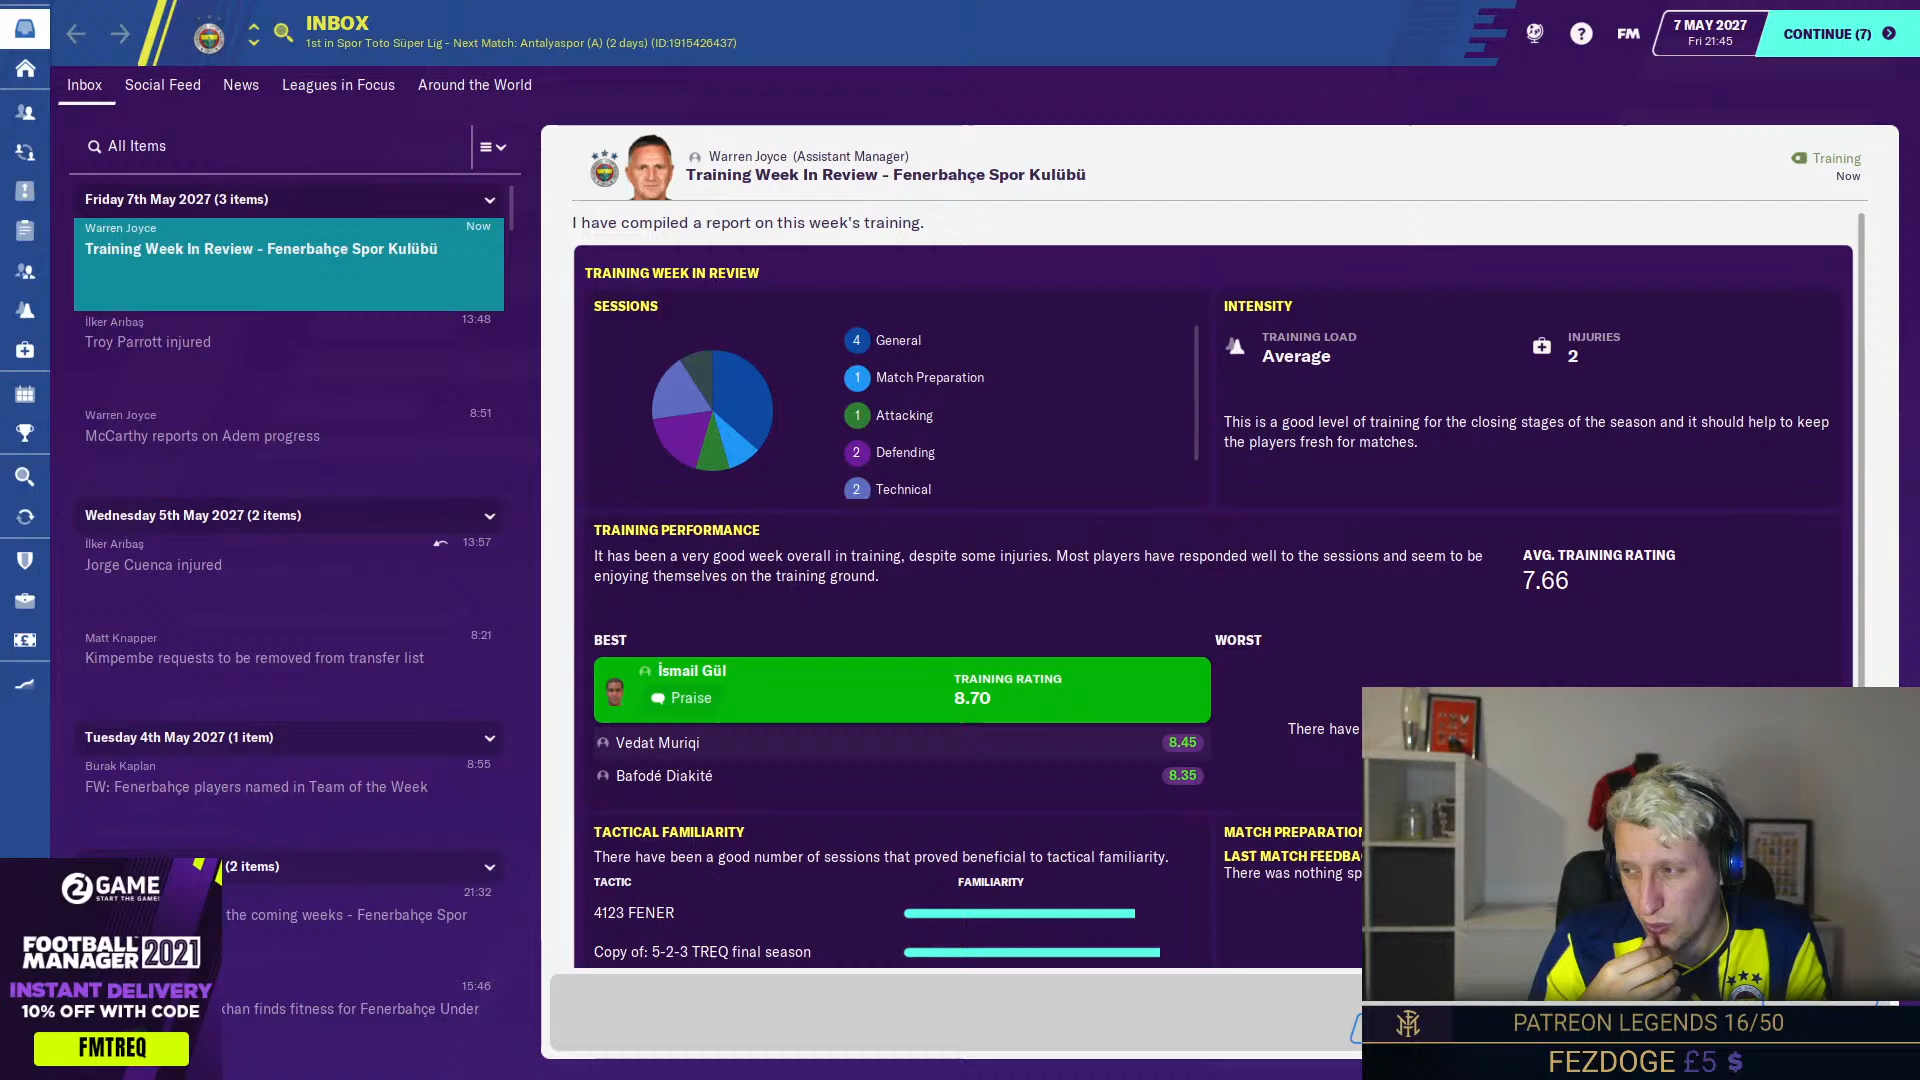 INBOX
1st in Spor Toto Süper Lig - Next Match: Antalyaspor (A) (2 days) (ID:1915426437)
?
FM
7 MAY 2027
Fri 21:45
CONTINUE (7)
Inbox
Social Feed
News
Leagues in Focus
Around the World
All Items
Friday 7th May 2027 (3 items)
Warren Joyce
Now
Training Week In Review - Fenerbahçe Spor Kulübü
İlker Arıbaş
13:48
Troy Parrott injured
Warren Joyce
8:51
McCarthy reports on Adem progress
Wednesday 5th May 2027 (2 items)
İlker Arıbaş
13:57
Jorge Cuenca injured
Matt Knapper
8:21
Kimpembe requests to be removed from transfer list
Tuesday 4th May 2027 (1 item)
Burak Kaplan
8:55
FW: Fenerbahçe players named in Team of the Week
(2 items)
21:32
the coming weeks - Fenerbahçe Spor
15:46
khan finds fitness for Fenerbahçe Under
2GAME
START THE GAME!
FOOTBALL
MANAGER 2021
INSTANT DELIVERY
10% OFF WITH CODE
FMTREQ
Warren Joyce (Assistant Manager)
Training Week In Review - Fenerbahçe Spor Kulübü
Training
Now
I have compiled a report on this week's training.
TRAINING WEEK IN REVIEW
SESSIONS
4 General
1 Match Preparation
1 Attacking
2 Defending
2 Technical
INTENSITY
TRAINING LOAD
Average
INJURIES
2
This is a good level of training for the closing stages of the season and it should help to keep
the players fresh for matches.
TRAINING PERFORMANCE
It has been a very good week overall in training, despite some injuries. Most players have responded well to the sessions and seem to be
enjoying themselves on the training ground.
AVG. TRAINING RATING
7.66
BEST
İsmail Gül
Praise
TRAINING RATING
8.70
Vedat Muriqi
8.45
Bafodé Diakité
8.35
WORST
There have
TACTICAL FAMILIARITY
There have been a good number of sessions that proved beneficial to tactical familiarity.
TACTIC
FAMILIARITY
4123 FENER
Copy of: 5-2-3 TREQ final season
MATCH PREPARATION
LAST MATCH FEEDBA
There was nothing sp
PATREON LEGENDS 16/50
FEZDOGE £5 $